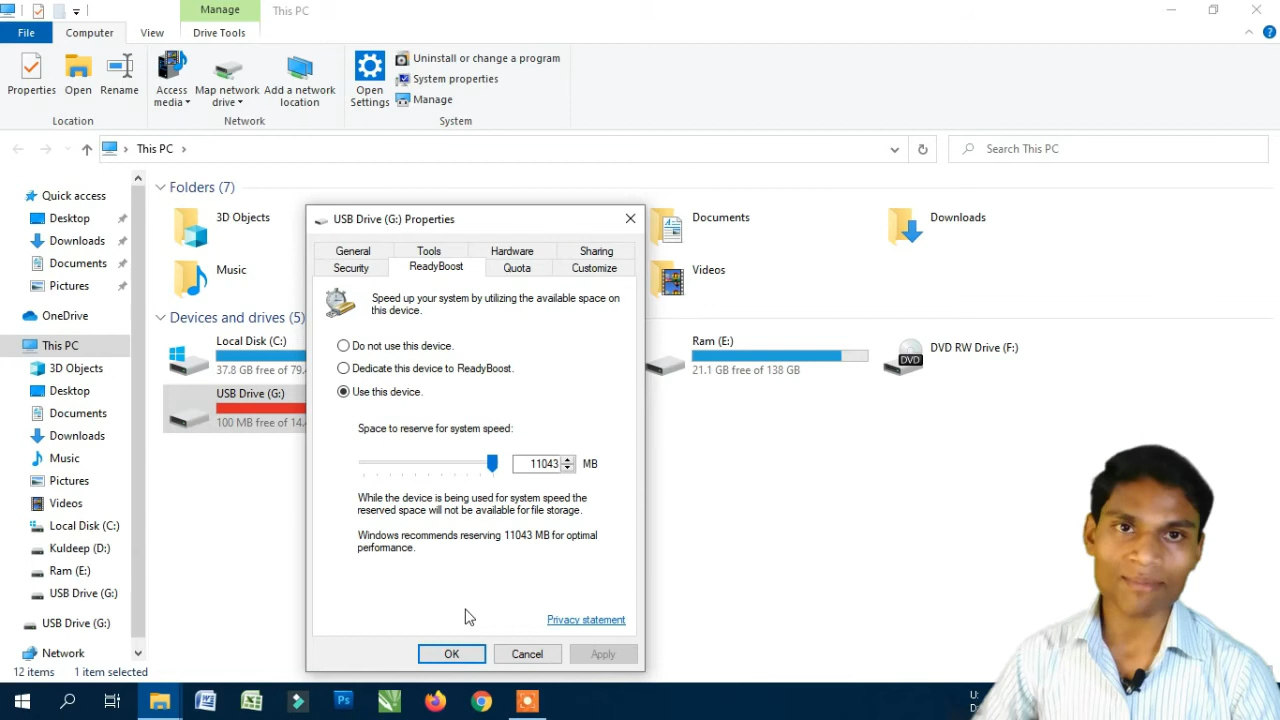 Manage
This PC
File
Computer
View
Drive Tools
Properties
Open
Rename
Access media
Map network drive
Add a network location
Open Settings
Uninstall or change a program
System properties
Manage
Location
Network
System
This PC
Search This PC
Quick access
Desktop
Downloads
Documents
Pictures
OneDrive
This PC
3D Objects
Desktop
Documents
Downloads
Music
Pictures
Videos
Local Disk (C:)
Kuldeep (D:)
Ram (E:)
USB Drive (G:)
USB Drive (G:)
Network
12 items
1 item selected
Folders (7)
3D Objects
Documents
Downloads
Music
Videos
Devices and drives (5)
Local Disk (C:)
37.8 GB free of 79.
Ram (E:)
21.1 GB free of 138 GB
DVD RW Drive (F:)
DVD
USB Drive (G:)
100 MB free of 14.
USB Drive (G:) Properties
General
Tools
Hardware
Sharing
Security
ReadyBoost
Quota
Customize
Speed up your system by utilizing the available space on
this device.
Do not use this device.
Dedicate this device to ReadyBoost.
Use this device.
Space to reserve for system speed:
11043
MB
While the device is being used for system speed the
reserved space will not be available for file storage.
Windows recommends reserving 11043 MB for optimal
performance.
Privacy statement
OK
Cancel
Apply
Ps
U: